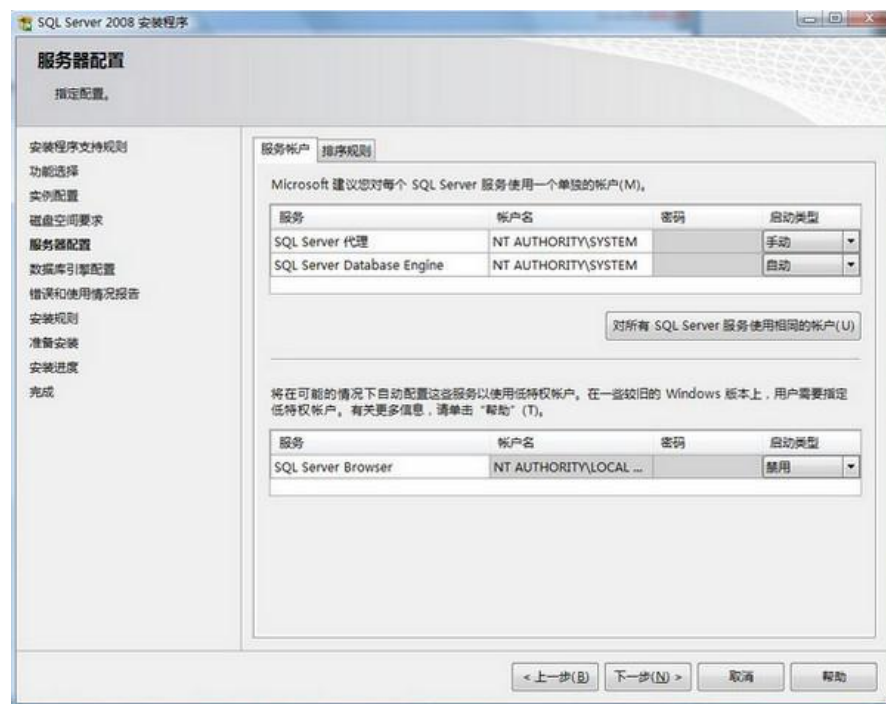 SQL Server 2008 安装程序
服务器配置
指定配置。
安装程序支持规则
功能选择
实例配置
磁盘空间要求
服务器配置
数据库引擎配置
错误和使用情况报告
安装规则
准备安装
安装进度
完成
服务帐户 排序规则
Microsoft 建议您对每个 SQL Server 服务使用一个单独的帐户(M)。
服务 帐户名 密码 启动类型
SQL Server 代理 NT AUTHORITY\SYSTEM 手动
SQL Server Database Engine NT AUTHORITY\SYSTEM 自动
对所有 SQL Server 服务使用相同的帐户(U)
将在可能的情况下自动配置这些服务以使用低特权帐户。在一些较旧的 Windows 版本上，用户需要指定
低特权帐户。有关更多信息，请单击“帮助”(T)。
服务 帐户名 密码 启动类型
SQL Server Browser NT AUTHORITY\LOCAL ... 禁用
< 上一步(B) 下一步(N) > 取消 帮助